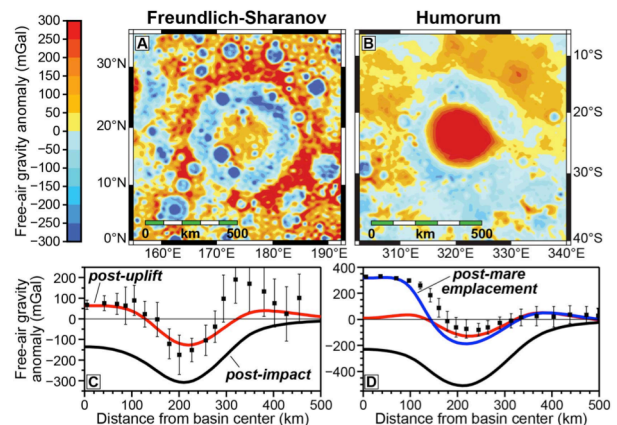 Freundlich-Sharanov
Humorum
Free-air gravity anomaly (mGal)
300
250
200
150
100
50
0
−50
−100
−150
−200
−250
−300
A
30°N
20°N
10°N
0°N
0 km 500
160°E 170°E 180°E 190°E
B
10°S
20°S
30°S
40°S
0 km 500
310°E 320°E 330°E 340°E
Free-air gravity
anomaly (mGal)
200
100
0
−100
−200
−300
post-uplift
post-impact
C
0 100 200 300 400 500
Distance from basin center (km)
400
200
0
−200
−400
post-mare
emplacement
D
0 100 200 300 400 500
Distance from basin center (km)